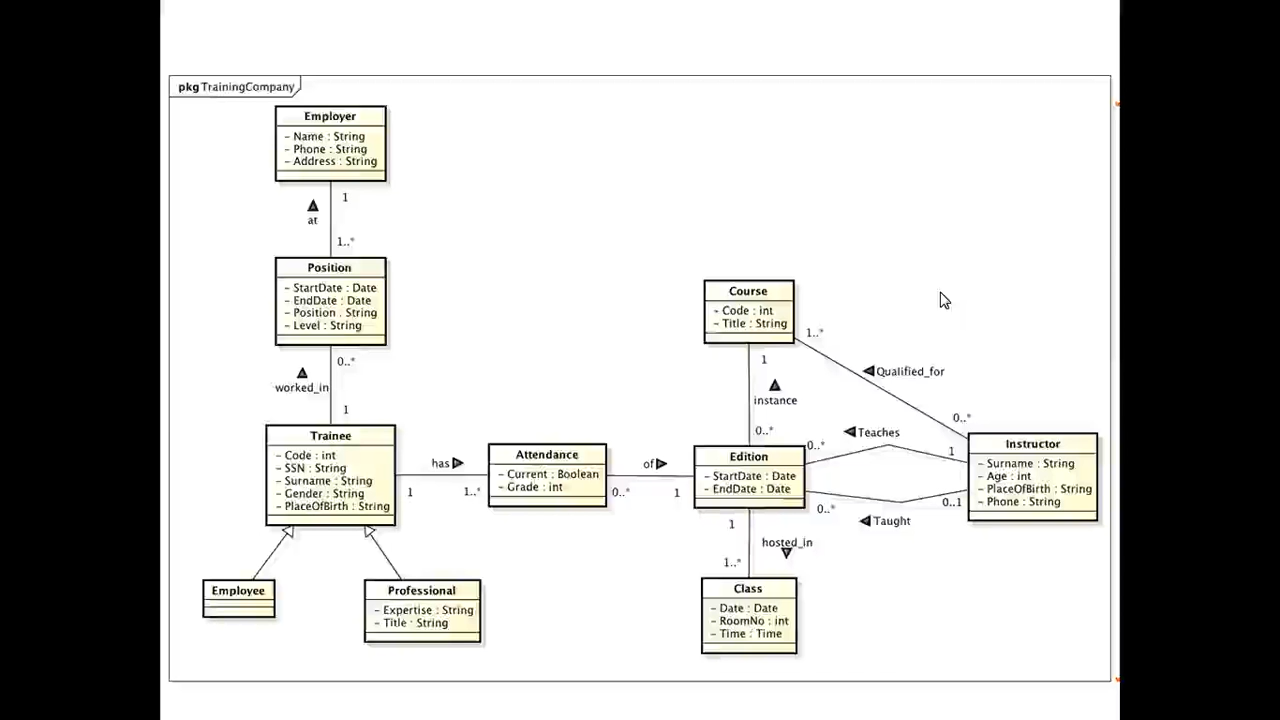 pkg TrainingCompany
Employer
- Name : String
- Phone : String
- Address : String
1
at
1..*
Position
- StartDate : Date
- EndDate : Date
- Position : String
- Level : String
0..*
worked_in
1
Trainee
- Code : int
- SSN : String
- Surname : String
- Gender : String
- PlaceOfBirth : String
Employee
Professional
- Expertise : String
- Title : String
has
1
1..*
Attendance
- Current : Boolean
- Grade : int
of
0..*
1
Course
- Code : int
- Title : String
1
instance
0..*
1..*
Qualified_for
0..*
Edition
- StartDate : Date
- EndDate : Date
0..*
Teaches
1
0..*
Taught
0..1
Instructor
- Surname : String
- Age : int
- PlaceOfBirth : String
- Phone : String
1
hosted_in
1..*
Class
- Date : Date
- RoomNo : int
- Time : Time